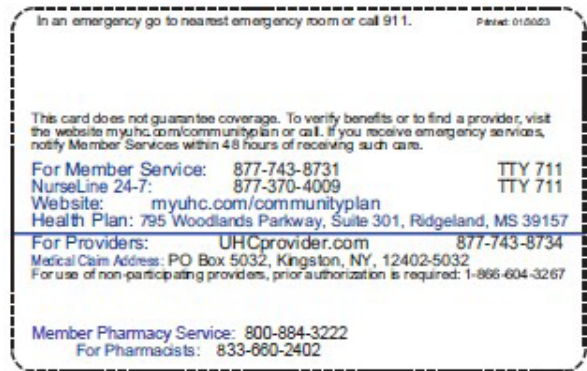 In an emergency go to nearest emergency room or call 911. Printed: 01/30/23
This card does not guarantee coverage. To verify benefits or to find a provider, visit
the website myuhc.com/communityplan or call. If you receive emergency services,
notify Member Services within 48 hours of receiving such care.
For Member Service: 877-743-8731 TTY 711
NurseLine 24-7: 877-370-4009 TTY 711
Website: myuhc.com/communityplan
Health Plan: 795 Woodlands Parkway, Suite 301, Ridgeland, MS 39157
For Providers: UHCprovider.com 877-743-8734
Medical Claim Address: PO Box 5032, Kingston, NY, 12402-5032
For use of non-participating providers, prior authorization is required: 1-866-604-3267
Member Pharmacy Service: 800-884-3222
For Pharmacists: 833-660-2402